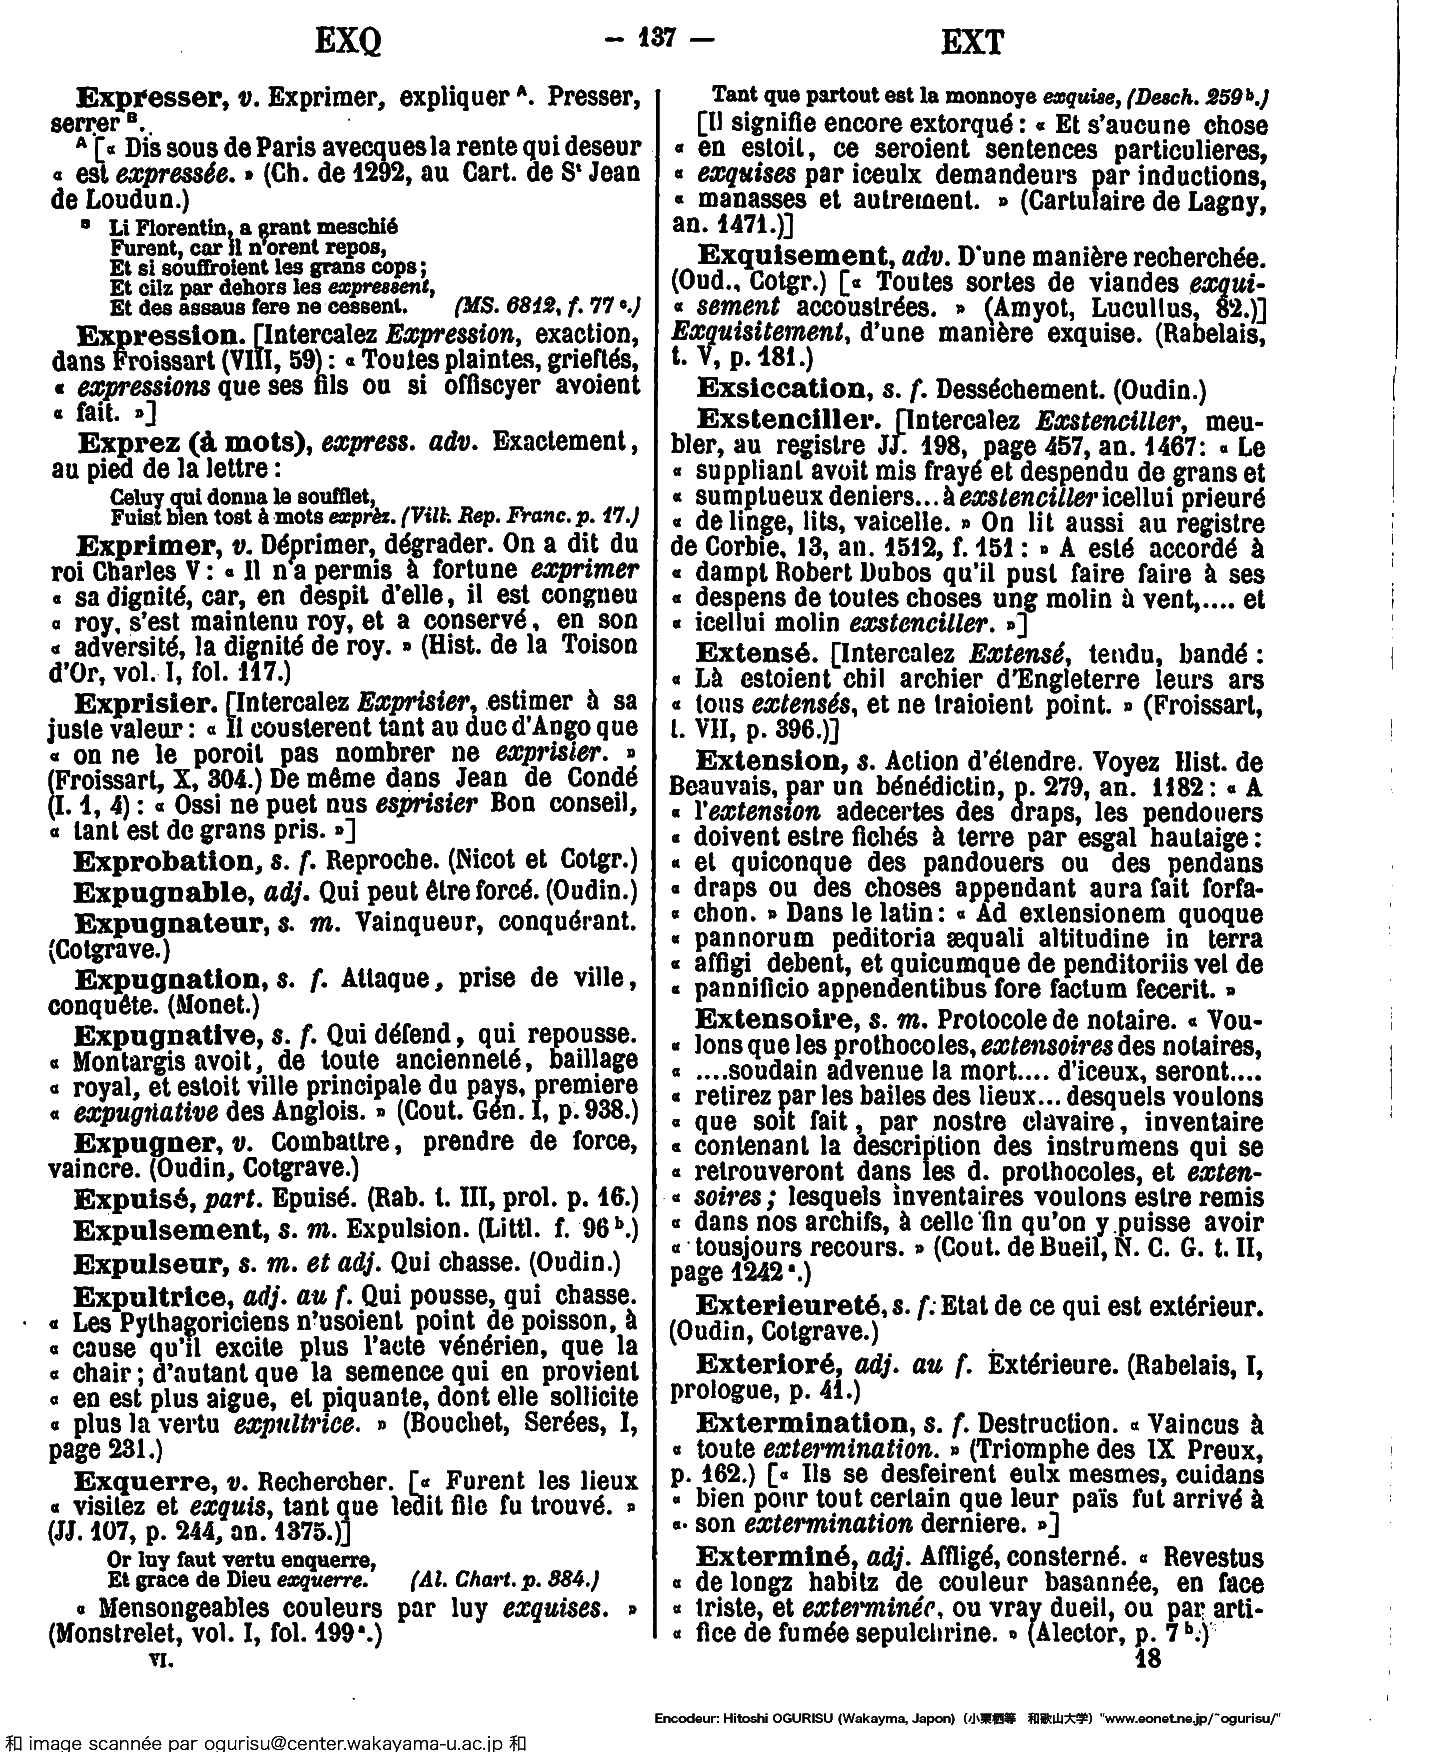 EXQ — 137 — EXT
Expresser, v. Exprimer, expliquer ᴬ. Presser,
serrer ᴮ.
ᴬ [« Dis sous de Paris avecques la rente qui deseur
« est expressée. » (Ch. de 1292, au Cart. de Sᵗ Jean
de Loudun.)
ᴮ Li Florentin, a grant meschié
Furent, car il n'orent repos,
Et si souffroient les grans cops;
Et cilz par dehors les expressent,
Et des assaus fere ne cessent. (MS. 6812, f. 77 ᶜ.)
Expression. [Intercalez Expression, exaction,
dans Froissart (VIII, 59) : « Toutes plaintes, grieftés,
« expressions que ses fils ou si offiscyer avoient
« fait. »]
Exprez (à mots), express. adv. Exactement,
au pied de la lettre :
Celuy qui donna le soufflet,
Fuist bien tost à mots exprèz. (Vill. Rep. Franc. p. 17.)
Exprimer, v. Déprimer, dégrader. On a dit du
roi Charles V : « Il n'a permis à fortune exprimer
« sa dignité, car, en despit d'elle, il est congneu
« roy, s'est maintenu roy, et a conservé, en son
« adversité, la dignité de roy. » (Hist. de la Toison
d'Or, vol. I, fol. 117.)
Exprisier. [Intercalez Exprisier, estimer à sa
juste valeur : « Il cousterent tant au duc d'Ango que
« on ne le poroit pas nombrer ne exprisier. »
(Froissart, X, 304.) De même dans Jean de Condé
(I. 1, 4) : « Ossi ne puet nus esprisier Bon conseil,
« tant est de grans pris. »]
Exprobation, s. f. Reproche. (Nicot et Cotgr.)
Expugnable, adj. Qui peut être forcé. (Oudin.)
Expugnateur, s. m. Vainqueur, conquérant.
(Cotgrave.)
Expugnation, s. f. Attaque, prise de ville,
conquête. (Monet.)
Expugnative, s. f. Qui défend, qui repousse.
« Montargis avoit, de toute ancienneté, baillage
« royal, et estoit ville principale du pays, premiere
« expugnative des Anglois. » (Cout. Gén. I, p. 938.)
Expugner, v. Combattre, prendre de force,
vaincre. (Oudin, Cotgrave.)
Expuisé, part. Epuisé. (Rab. t. III, prol. p. 16.)
Expulsement, s. m. Expulsion. (Littl. f. 96 ᵇ.)
Expulseur, s. m. et adj. Qui chasse. (Oudin.)
Expultrice, adj. au f. Qui pousse, qui chasse.
« Les Pythagoriciens n'usoient point de poisson, à
« cause qu'il excite plus l'acte vénérien, que la
« chair ; d'autant que la semence qui en provient
« en est plus aigue, et piquante, dont elle sollicite
« plus la vertu expultrice. » (Bouchet, Serées, I,
page 231.)
Exquerre, v. Rechercher. [« Furent les lieux
« visitez et exquis, tant que ledit filc fu trouvé. »
(JJ. 107, p. 244, an. 1375.)]
Or luy faut vertu enquerre,
Et grace de Dieu exquerre. (Al. Chart. p. 384.)
« Mensongeables couleurs par luy exquises. »
(Monstrelet, vol. I, fol. 199 ᵃ.)
VI.
Tant que partout est la monnoye exquise, (Desch. 259 ᵇ.)
[Il signifie encore extorqué : « Et s'aucune chose
« en estoit, ce seroient sentences particulieres,
« exquises par iceulx demandeurs par inductions,
« manasses et autrement. » (Cartulaire de Lagny,
an. 1471.)]
Exquisement, adv. D'une manière recherchée.
(Oud., Cotgr.) [« Toutes sortes de viandes exqui-
« sement accoustrées. » (Amyot, Lucullus, 82.)]
Exquisitement, d'une manière exquise. (Rabelais,
t. V, p. 181.)
Exsiccation, s. f. Desséchement. (Oudin.)
Exstenciller. [Intercalez Exstenciller, meu-
bler, au registre JJ. 198, page 457, an. 1467 : « Le
« suppliant avoit mis frayé et despendu de grans et
« sumptueux deniers... à exstenciller icellui prieuré
« de linge, lits, vaicelle. » On lit aussi au registre
de Corbie, 13, an. 1512, f. 151 : » A esté accordé à
« dampt Robert Dubos qu'il pust faire faire à ses
« despens de toutes choses ung molin à vent,.... et
« icellui molin exstenciller. »]
Extensé. [Intercalez Extensé, tendu, bandé :
« Là estoient chil archier d'Engleterre leurs ars
« tous extensés, et ne traioient point. » (Froissart,
t. VII, p. 396.)]
Extension, s. Action d'étendre. Voyez Hist. de
Beauvais, par un bénédictin, p. 279, an. 1182 : « A
« l'extension adecertes des draps, les pendouers
« doivent estre fichés à terre par esgal hautaige :
« et quiconque des pandouers ou des pendans
« draps ou des choses appendant aura fait forfa-
« chon. » Dans le latin : « Ad extensionem quoque
« pannorum peditoria æquali altitudine in terra
« affigi debent, et quicumque de penditoriis vel de
« pannificio appendentibus fore factum fecerit. »
Extensoire, s. m. Protocole de notaire. « Vou-
« lons que les prothocoles, extensoires des notaires,
« ....soudain advenue la mort.... d'iceux, seront....
« retirez par les bailes des lieux... desquels voulons
« que soit fait, par nostre clavaire, inventaire
« contenant la description des instrumens qui se
« retrouveront dans les d. prothocoles, et exten-
« soires ; lesquels inventaires voulons estre remis
« dans nos archifs, à celle fin qu'on y puisse avoir
« tousjours recours. » (Cout. de Bueil, N. C. G. t. II,
page 1242 ᵃ.)
Exterieureté, s. f. Etat de ce qui est extérieur.
(Oudin, Cotgrave.)
Exterioré, adj. au f. Extérieure. (Rabelais, I,
prologue, p. 41.)
Extermination, s. f. Destruction. « Vaincus à
« toute extermination. » (Triomphe des IX Preux,
p. 162.) [« Ils se desfeirent eulx mesmes, cuidans
« bien pour tout certain que leur païs fut arrivé à
« son extermination derniere. »]
Exterminé, adj. Affligé, consterné. « Revestus
« de longz habitz de couleur basannée, en face
« triste, et exterminée, ou vray dueil, ou par arti-
« fice de fumée sepulchrine. » (Alector, p. 7 ᵇ.)
18
Encodeur: Hitoshi OGURISU (Wakayma, Japon) (小栗栖等 和歌山大学) "www.eonet.ne.jp/~ogurisu/"
和 image scannée par ogurisu@center.wakayama-u.ac.jp 和